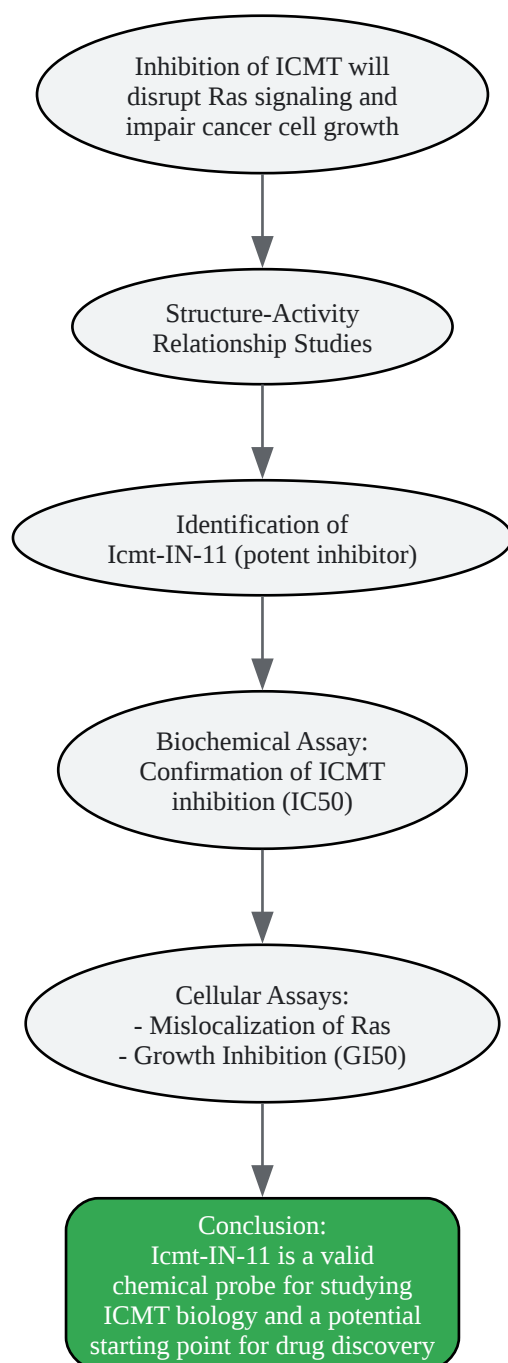 Inhibition of ICMT will
disrupt Ras signaling and
impair cancer cell growth
Structure-Activity
Relationship Studies
Identification of
Icmt-IN-11 (potent inhibitor)
Biochemical Assay:
Confirmation of ICMT
inhibition (IC50)
Cellular Assays:
- Mislocalization of Ras
- Growth Inhibition (GI50)
Conclusion:
Icmt-IN-11 is a valid
chemical probe for studying
ICMT biology and a potential
starting point for drug discovery